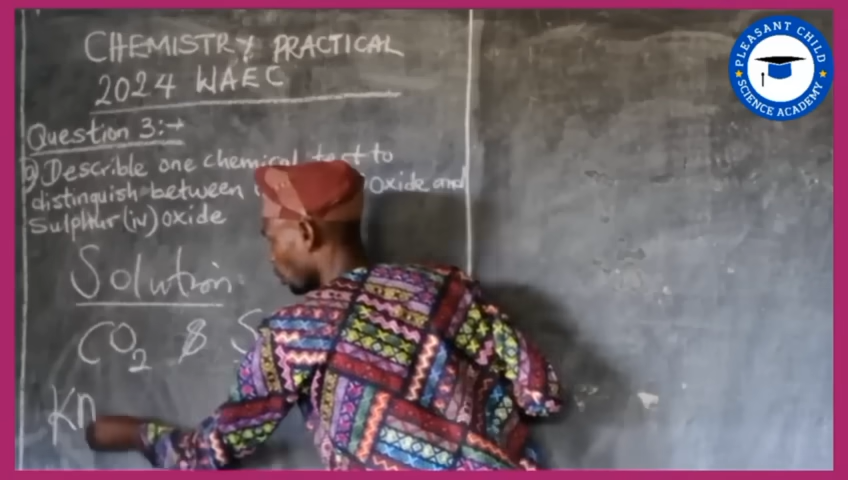 CHEMISTRY PRACTICAL
2024 WAEC
Question 3:→
a) Describle one chemical test to
distinguish between Oxide and
Sulphur (iv) oxide
Solution
CO₂ &
Kn
PLEASANT CHILD
SCIENCE ACADEMY